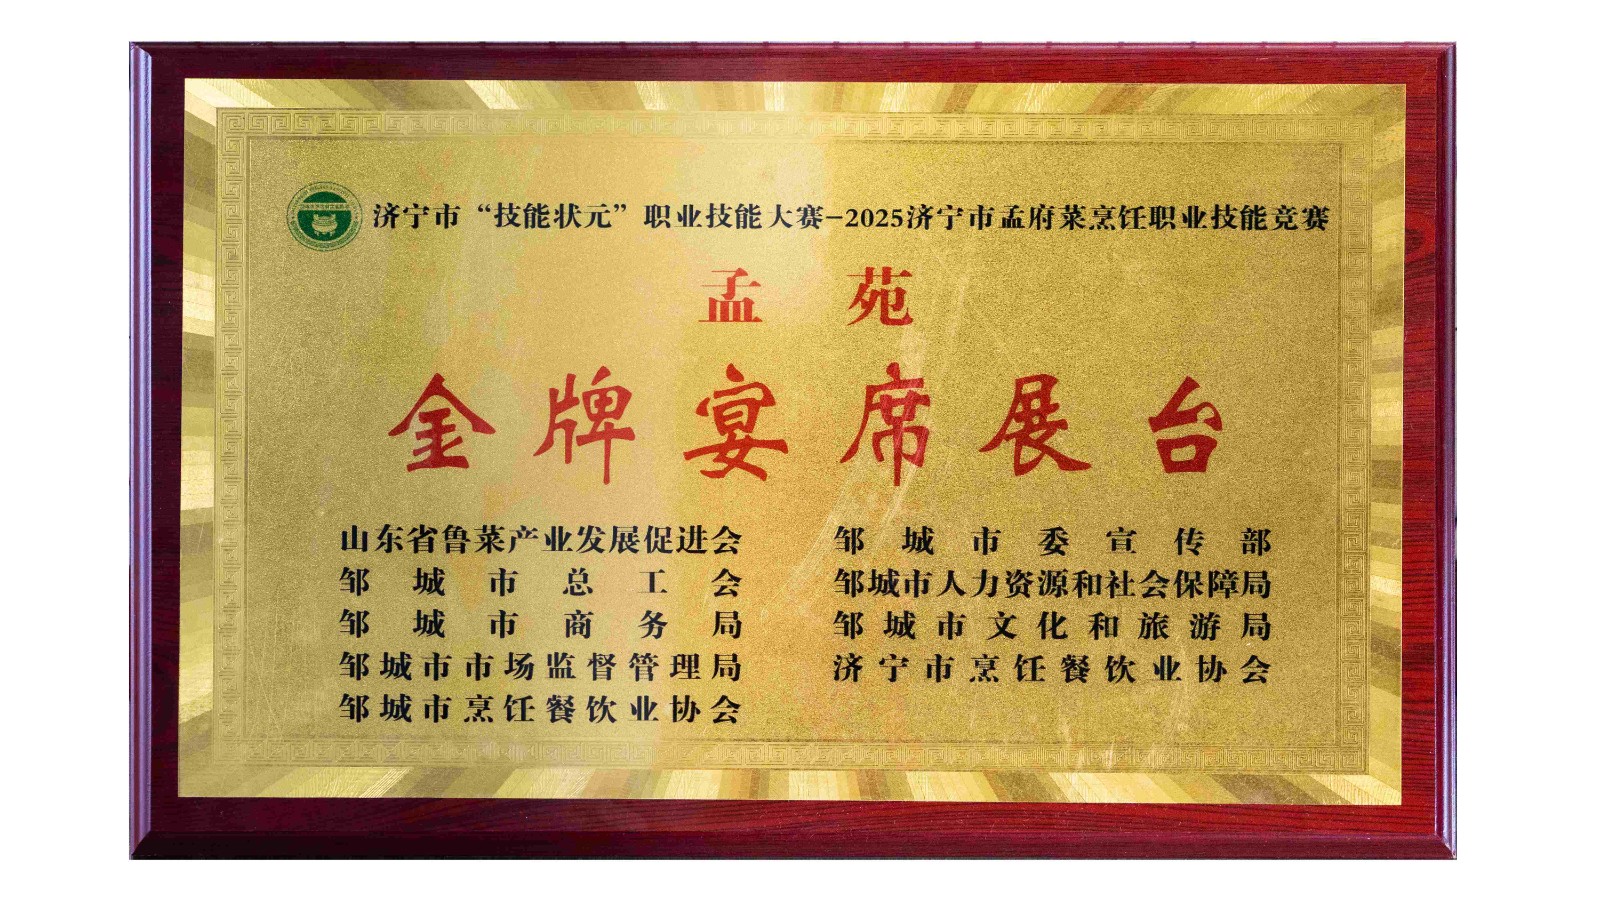 济宁市“技能状元”职业技能大赛-2025济宁市孟府菜烹饪职业技能竞赛
孟苑
金牌宴席展台
山东省鲁菜产业发展促进会
邹城市委宣传部
邹城市总工会
邹城市人力资源和社会保障局
邹城市商务局
邹城市文化和旅游局
邹城市市场监督管理局
济宁市烹饪餐饮业协会
邹城市烹饪餐饮业协会